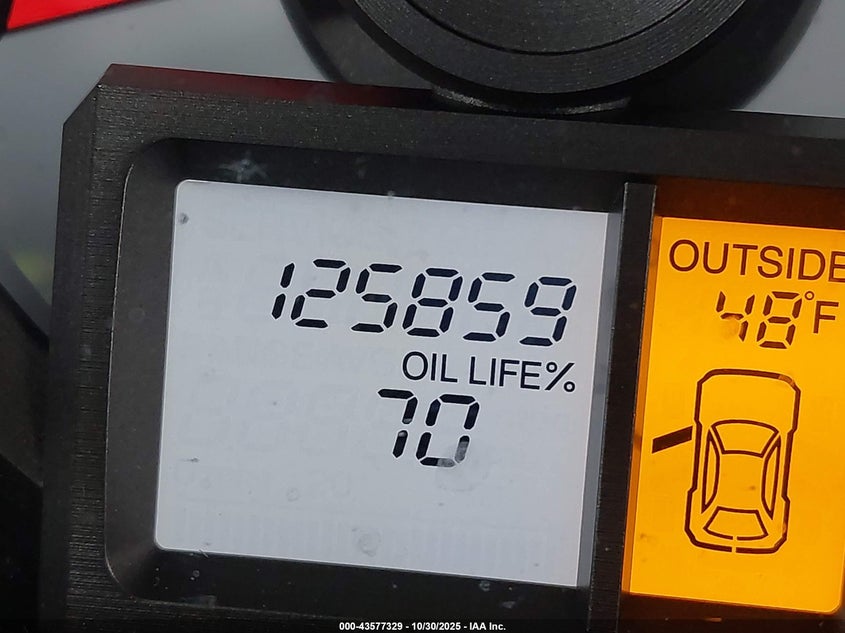 125859
OIL LIFE%
70
OUTSIDE
48°F
000-43577329 - 10/30/2025 - IAA Inc.